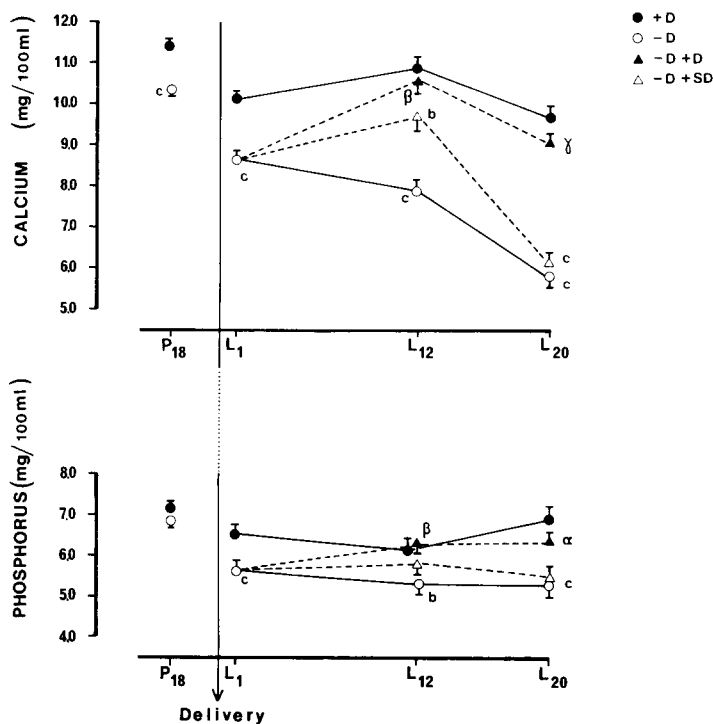 + D
− D
− D + D
− D + SD
CALCIUM (mg/100ml)
12.0
11.0
10.0
9.0
8.0
7.0
6.0
5.0
c
c
β
b
c
γ
c
c
P18
L1
L12
L20
PHOSPHORUS (mg/100ml)
8.0
7.0
6.0
5.0
4.0
c
β
b
α
c
P18
L1
L12
L20
Delivery